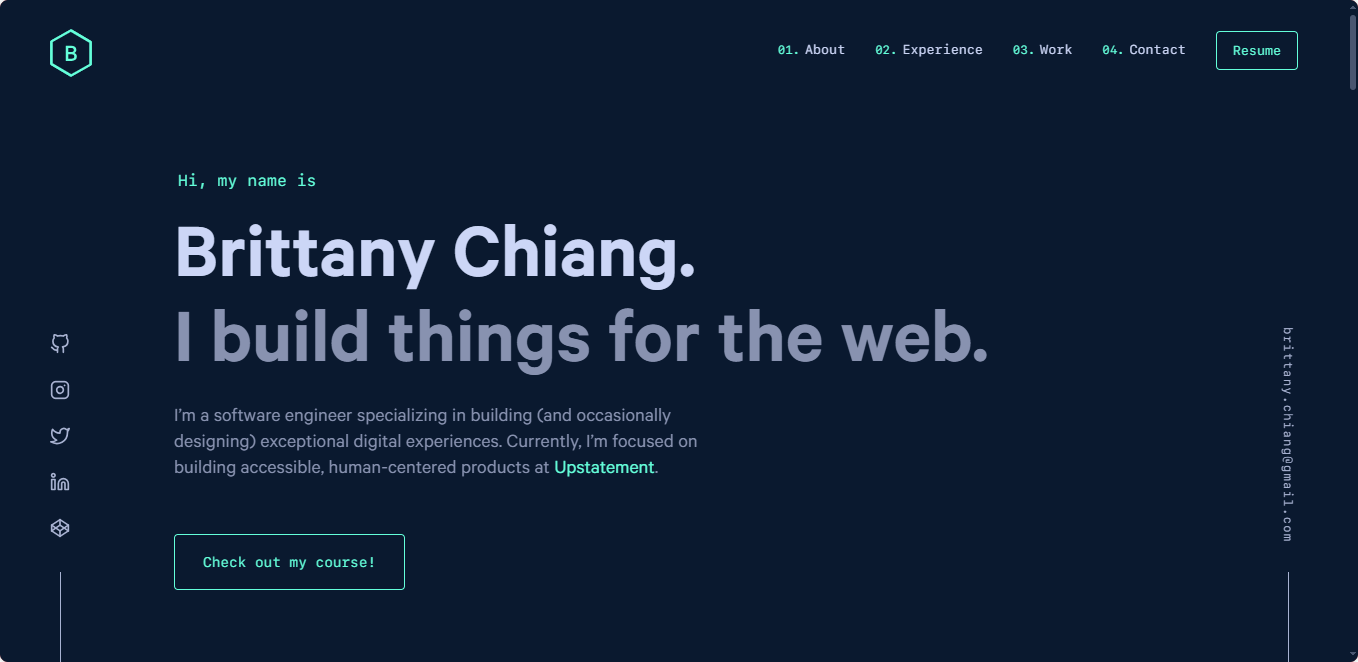 B
01. About 02. Experience 03. Work 04. Contact Resume
Hi, my name is
Brittany Chiang.
I build things for the web.
I’m a software engineer specializing in building (and occasionally
designing) exceptional digital experiences. Currently, I’m focused on
building accessible, human-centered products at Upstatement.
Check out my course!
brittany.chiang@gmail.com